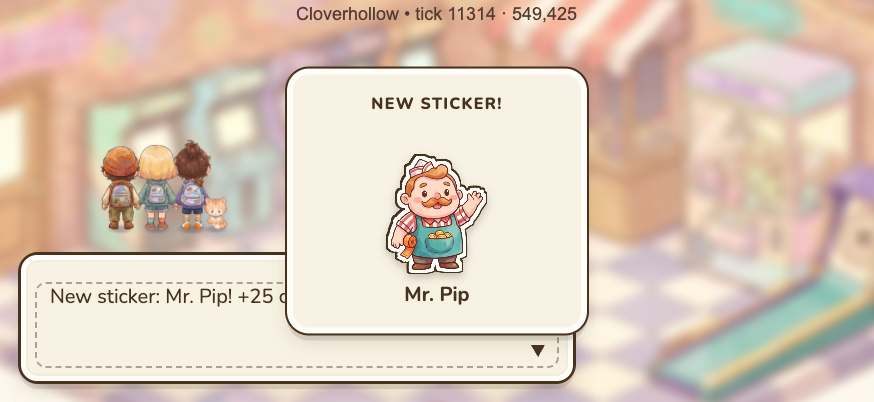 Cloverhollow • tick 11314 · 549,425
NEW STICKER!
Mr. Pip
New sticker: Mr. Pip! +25